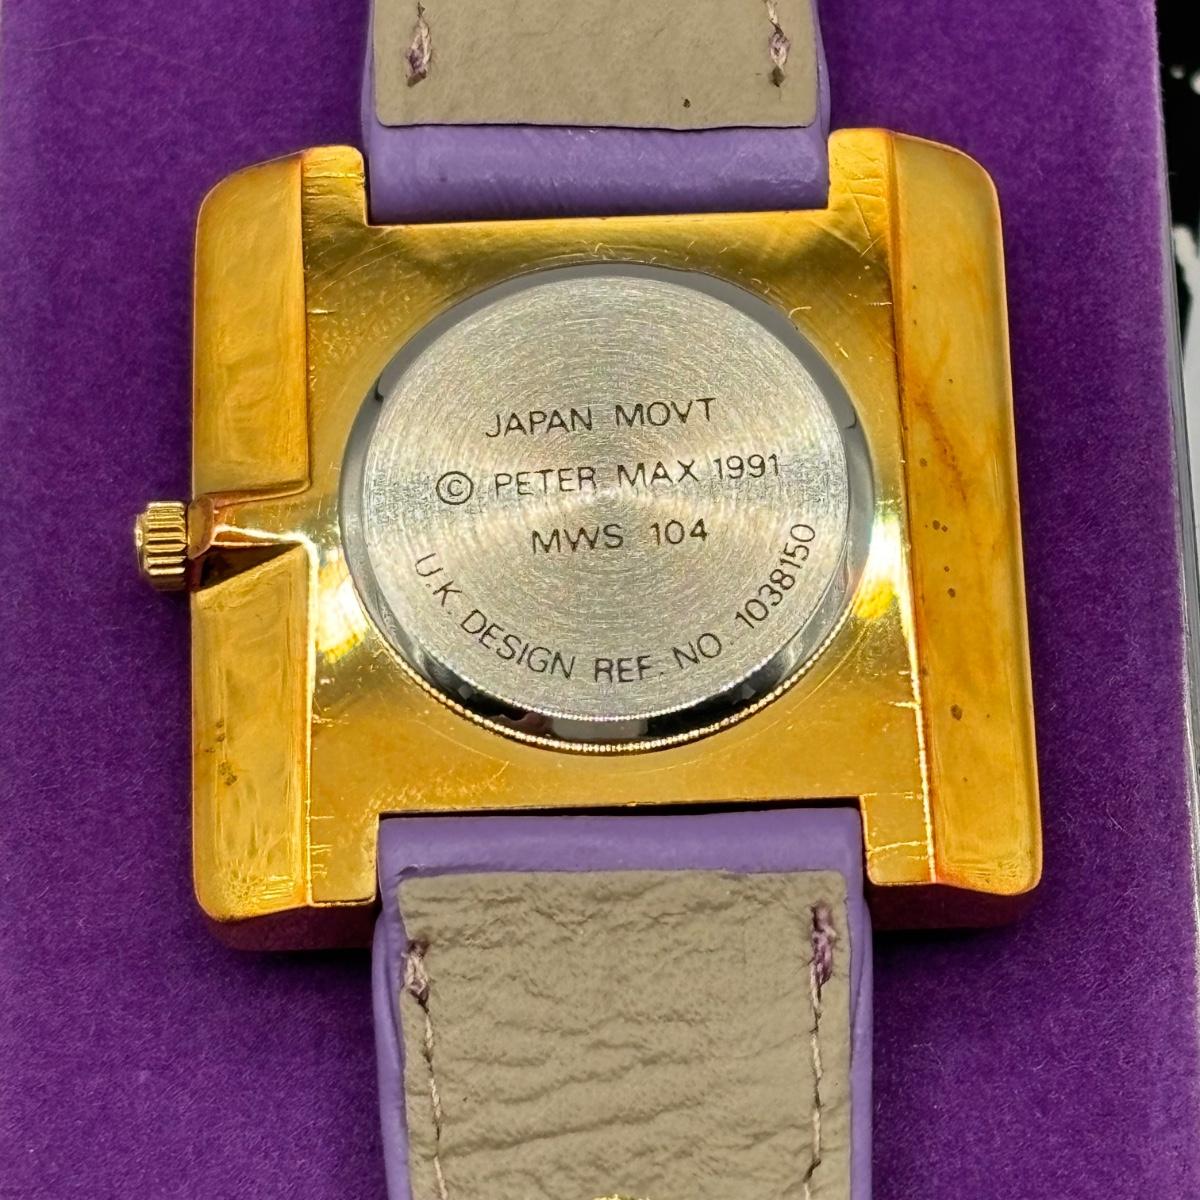 JAPAN MOVT
© PETER MAX 1991
MWS 104
U.K. DESIGN REF. NO. 1038150